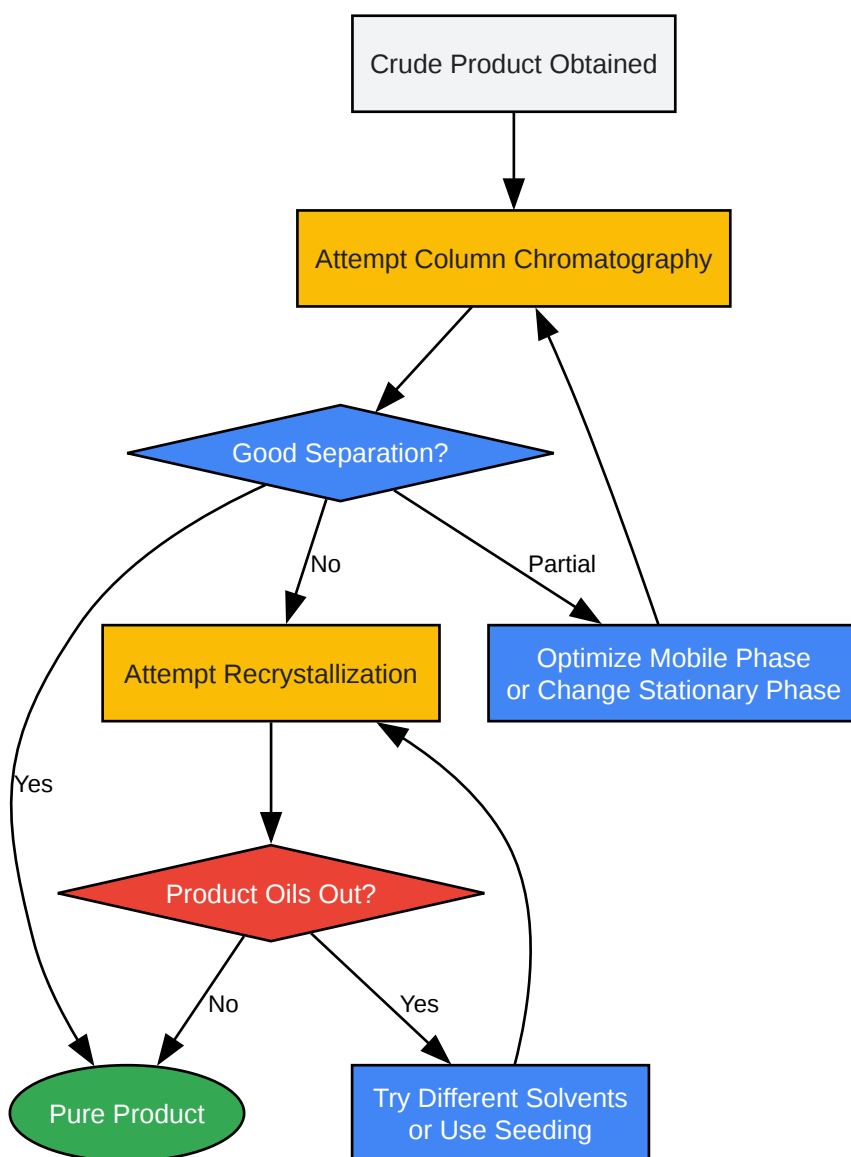 Crude Product Obtained
Attempt Column Chromatography
Good Separation?
No
Partial
Attempt Recrystallization
Optimize Mobile Phase
or Change Stationary Phase
Yes
Product Oils Out?
No
Yes
Pure Product
Try Different Solvents
or Use Seeding